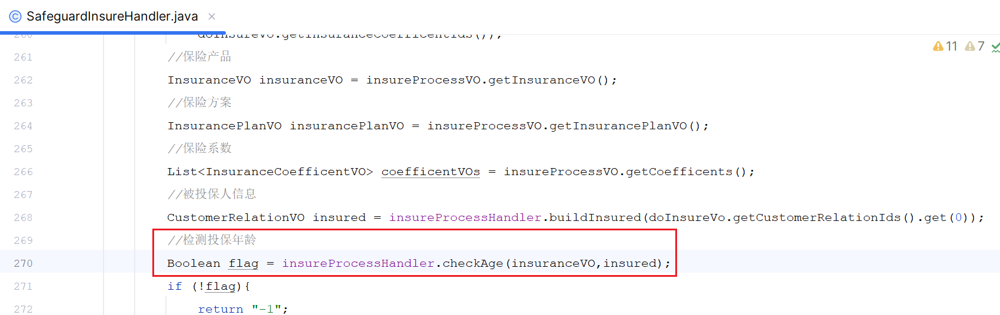 SafeguardInsureHandler.java
11 7
260 doInsureVo.getInsuranceCoefficentIds());
261 //保险产品
262 InsuranceVO insuranceVO = insureProcessVO.getInsuranceVO();
263 //保险方案
264 InsurancePlanVO insurancePlanVO = insureProcessVO.getInsurancePlanVO();
265 //保险系数
266 List<InsuranceCoefficentVO> coefficentVOs = insureProcessVO.getCoefficents();
267 //被投保人信息
268 CustomerRelationVO insured = insureProcessHandler.buildInsured(doInsureVo.getCustomerRelationIds().get(0));
269 //检测投保年龄
270 Boolean flag = insureProcessHandler.checkAge(insuranceVO,insured);
271 if (!flag){
272 return "-1";